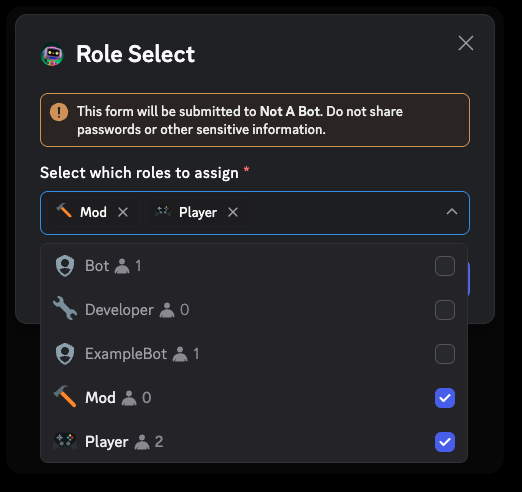 Role Select
This form will be submitted to Not A Bot. Do not share
passwords or other sensitive information.
Select which roles to assign *
Mod Player
Bot 1
Developer 0
ExampleBot 1
Mod 0
Player 2